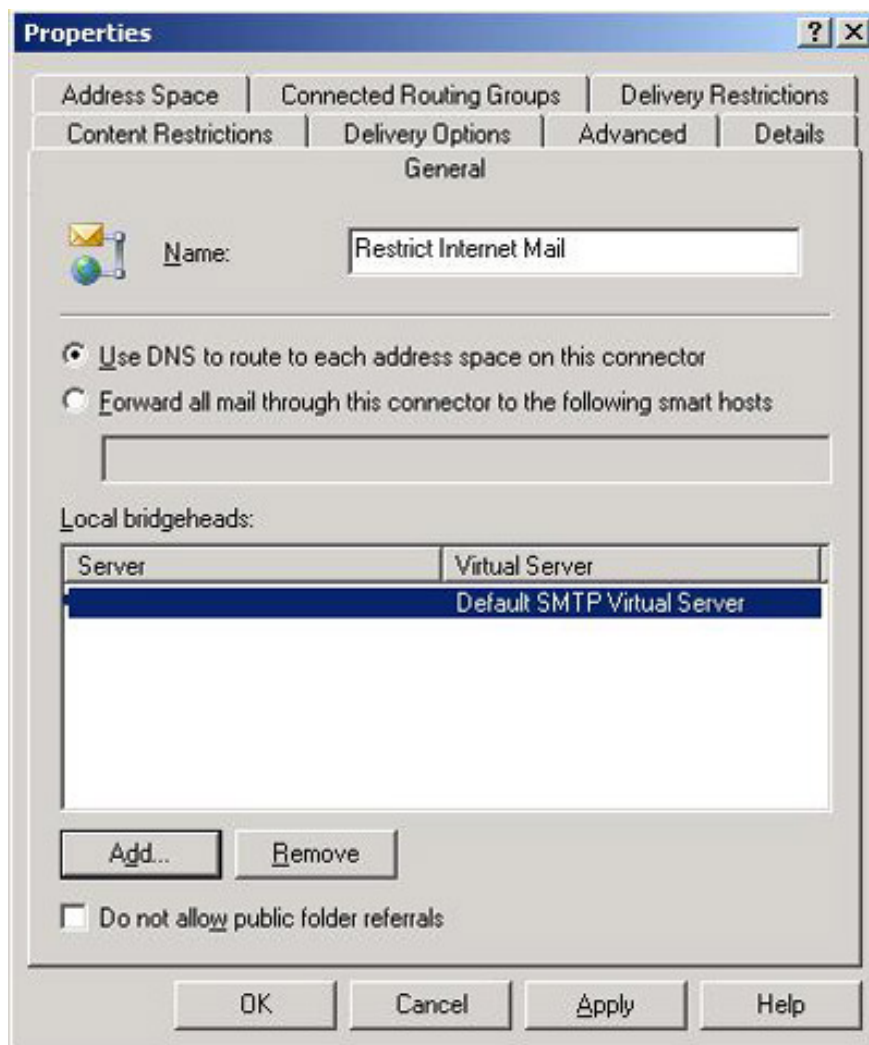 Properties
Address Space Connected Routing Groups Delivery Restrictions
Content Restrictions Delivery Options Advanced Details
General
Name: Restrict Internet Mail
Use DNS to route to each address space on this connector
Forward all mail through this connector to the following smart hosts
Local bridgeheads:
Server Virtual Server
Default SMTP Virtual Server
Add... Remove
Do not allow public folder referrals
OK Cancel Apply Help